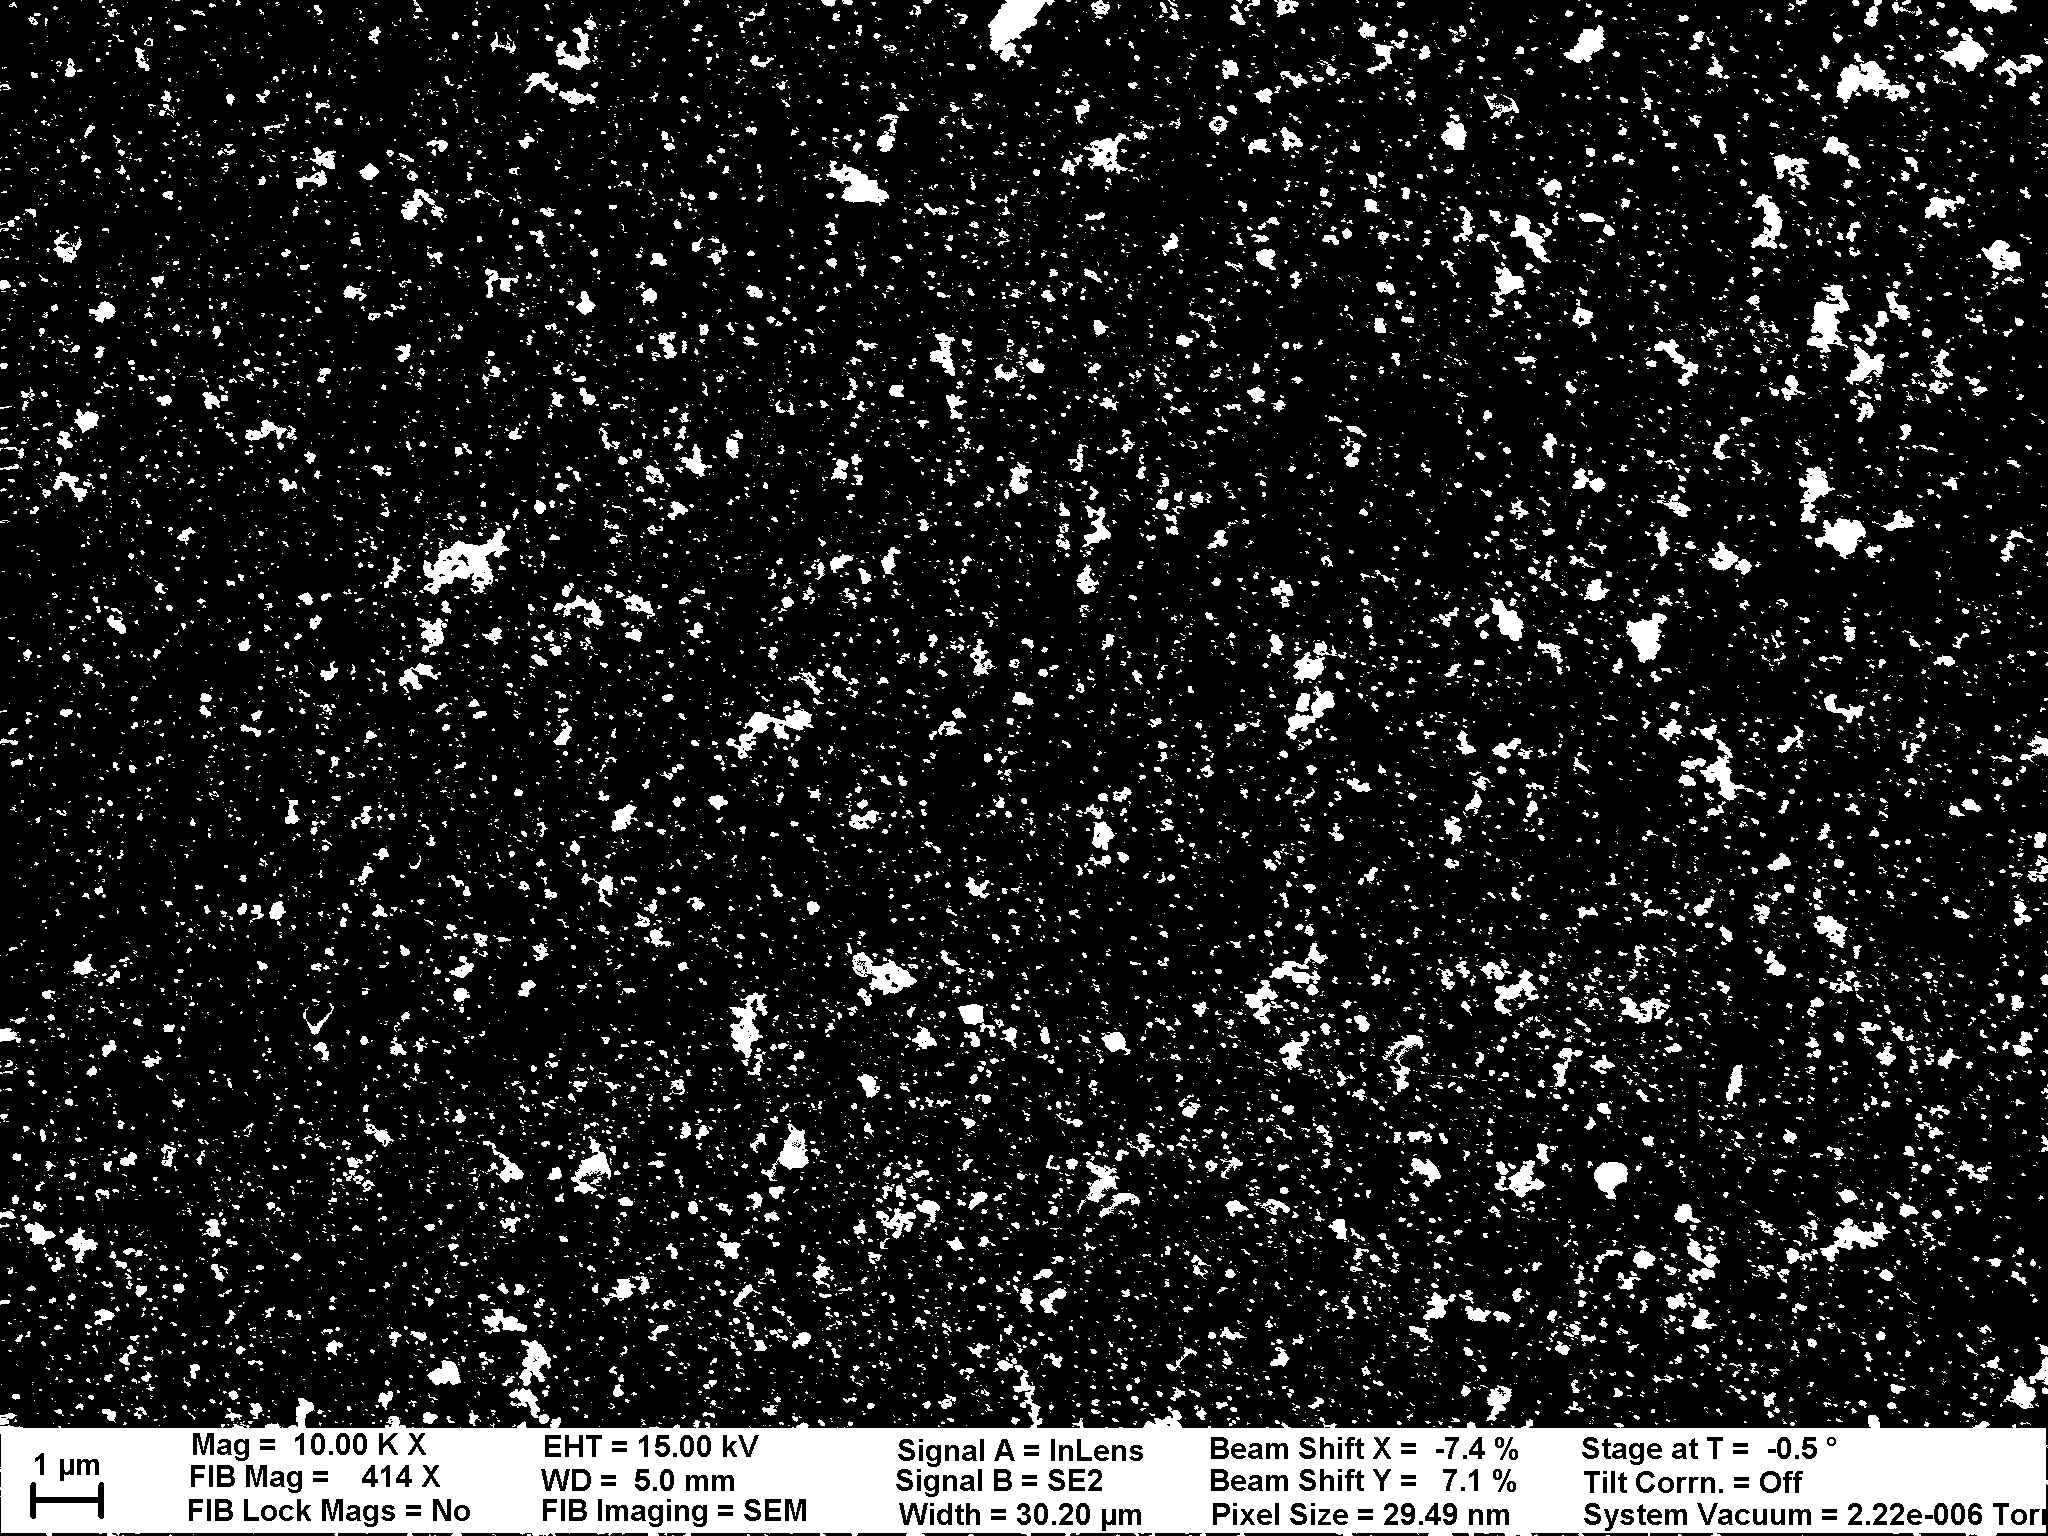 1 µm
Mag = 10.00 K X
FIB Mag = 414 X
FIB Lock Mags = No
EHT = 15.00 kV
WD = 5.0 mm
FIB Imaging = SEM
Signal A = InLens
Signal B = SE2
Width = 30.20 µm
Beam Shift X = -7.4 %
Beam Shift Y = 7.1 %
Pixel Size = 29.49 nm
Stage at T = -0.5 °
Tilt Corrn. = Off
System Vacuum = 2.22e-006 Torr